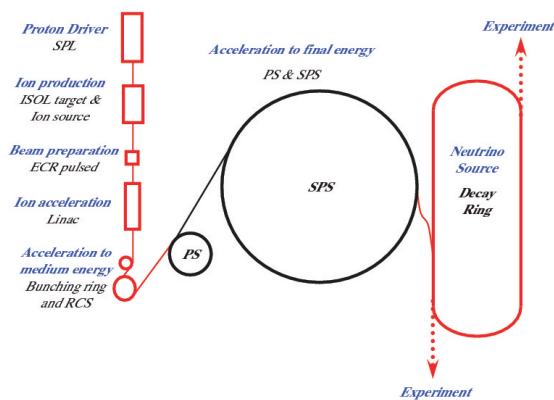 Proton Driver
SPL
Ion production
ISOL target &
Ion source
Beam preparation
ECR pulsed
Ion acceleration
Linac
Acceleration to
medium energy
Bunching ring
and RCS
Acceleration to final energy
PS & SPS
PS
SPS
Experiment
Neutrino
Source
Decay
Ring
Experiment